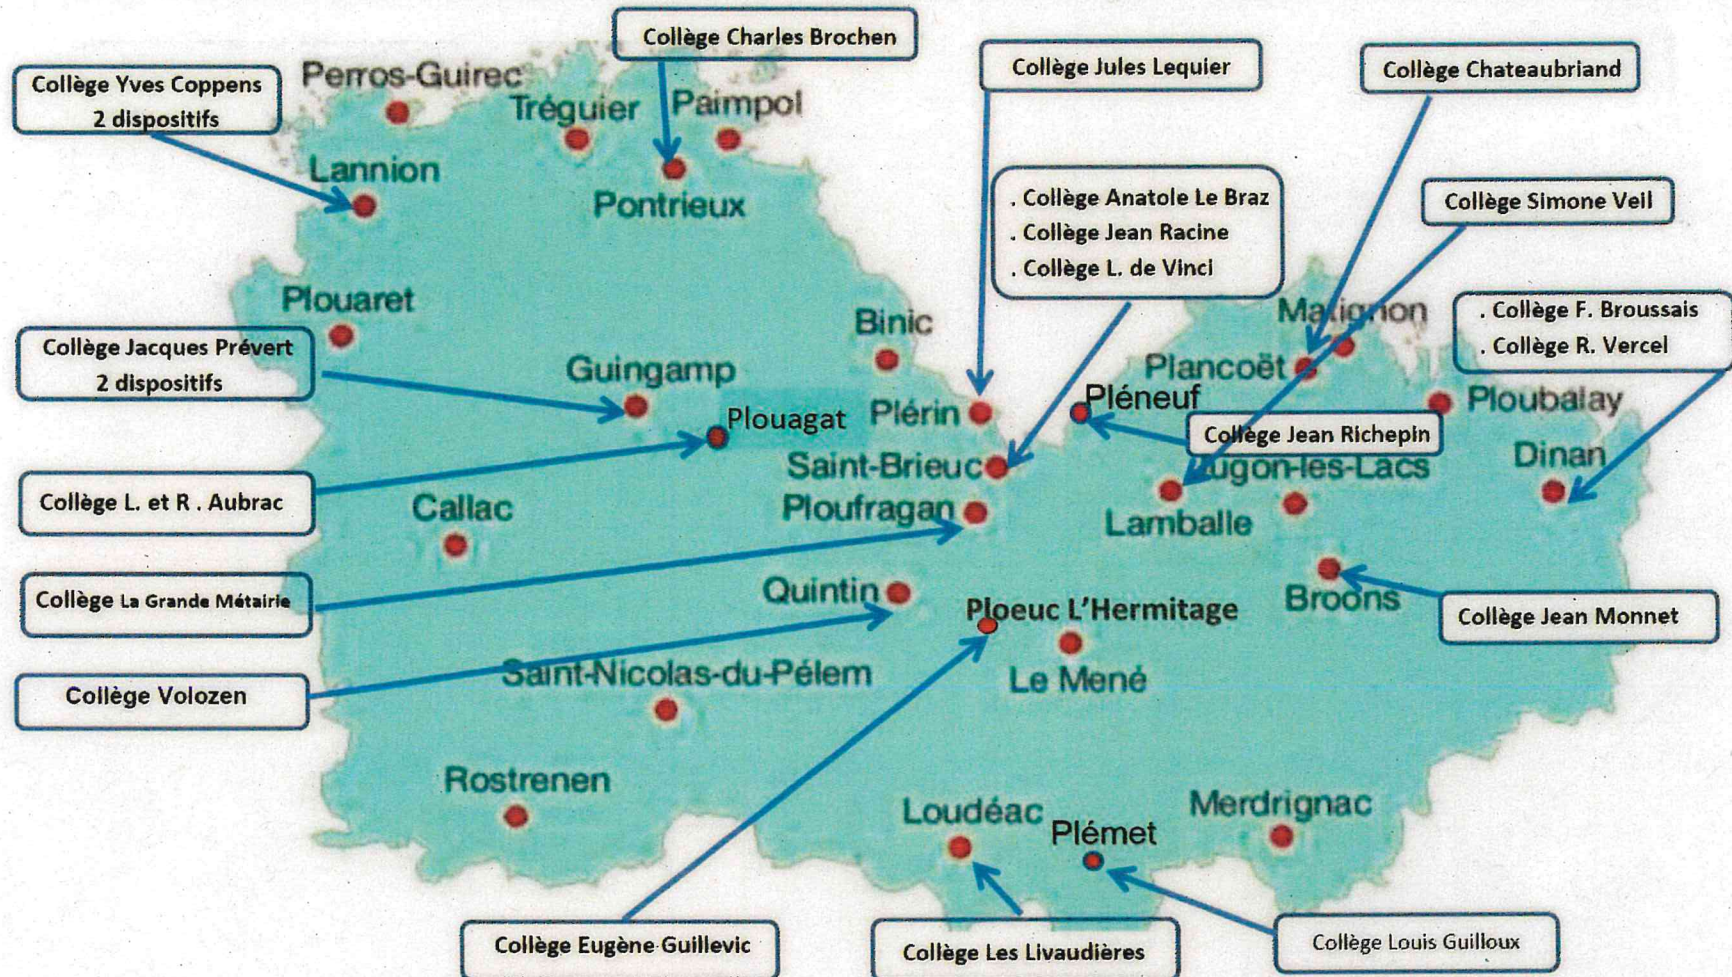 Collège Charles Brochen
Collège Jules Lequier
Collège Chateaubriand
Collège Yves Coppens
2 dispositifs
Perros-Guirec
Tréguier
Paimpol
Lannion
Pontrieux
. Collège Anatole Le Braz
. Collège Jean Racine
. Collège L. de Vinci
Collège Simone Veil
Plouaret
Binic
Matignon
. Collège F. Broussais
. Collège R. Vercel
Collège Jacques Prévert
2 dispositifs
Guingamp
Plancoët
Plouagat
Plérin
Pléneuf
Ploubalay
Collège Jean Richepin
Saint-Brieuc
ugon-les-Lacs
Dinan
Collège L. et R . Aubrac
Callac
Ploufragan
Lamballe
Collège La Grande Métairie
Quintin
Ploeuc L'Hermitage
Broons
Collège Jean Monnet
Collège Volozen
Saint-Nicolas-du-Pélem
Le Mené
Rostrenen
Loudéac
Plémet
Merdrignac
Collège Eugène Guillevic
Collège Les Livaudières
Collège Louis Guilloux